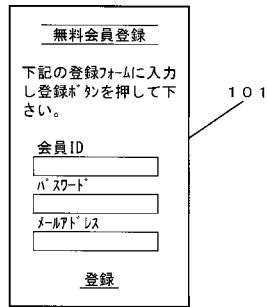 無料会員登録
下記の登録ﾌｫｰﾑに入力
し登録ﾎﾞﾀﾝを押して下
さい。
１０１
会員ID
ﾊﾟｽﾜｰﾄﾞ
ﾒｰﾙｱﾄﾞﾚｽ
登録